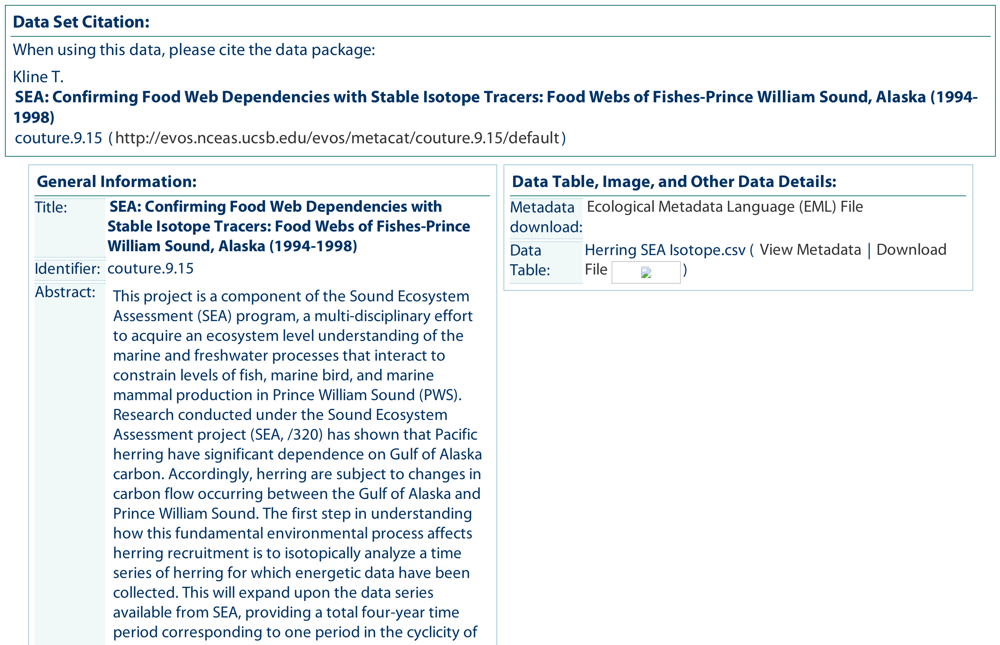 Data Set Citation:
When using this data, please cite the data package:
Kline T.
SEA: Confirming Food Web Dependencies with Stable Isotope Tracers: Food Webs of Fishes-Prince William Sound, Alaska (1994-
1998)
couture.9.15 (http://evos.nceas.ucsb.edu/evos/metacat/couture.9.15/default)
General Information:
Title: SEA: Confirming Food Web Dependencies with
Stable Isotope Tracers: Food Webs of Fishes-Prince
William Sound, Alaska (1994-1998)
Identifier: couture.9.15
Abstract:
This project is a component of the Sound Ecosystem
Assessment (SEA) program, a multi-disciplinary effort
to acquire an ecosystem level understanding of the
marine and freshwater processes that interact to
constrain levels of fish, marine bird, and marine
mammal production in Prince William Sound (PWS).
Research conducted under the Sound Ecosystem
Assessment project (SEA, /320) has shown that Pacific
herring have significant dependence on Gulf of Alaska
carbon. Accordingly, herring are subject to changes in
carbon flow occurring between the Gulf of Alaska and
Prince William Sound. The first step in understanding
how this fundamental environmental process affects
herring recruitment is to isotopically analyze a time
series of herring for which energetic data have been
collected. This will expand upon the data series
available from SEA, providing a total four-year time
period corresponding to one period in the cyclicity of
Data Table, Image, and Other Data Details:
Metadata
download:
Ecological Metadata Language (EML) File
Data
Table:
Herring SEA Isotope.csv ( View Metadata | Download
File )